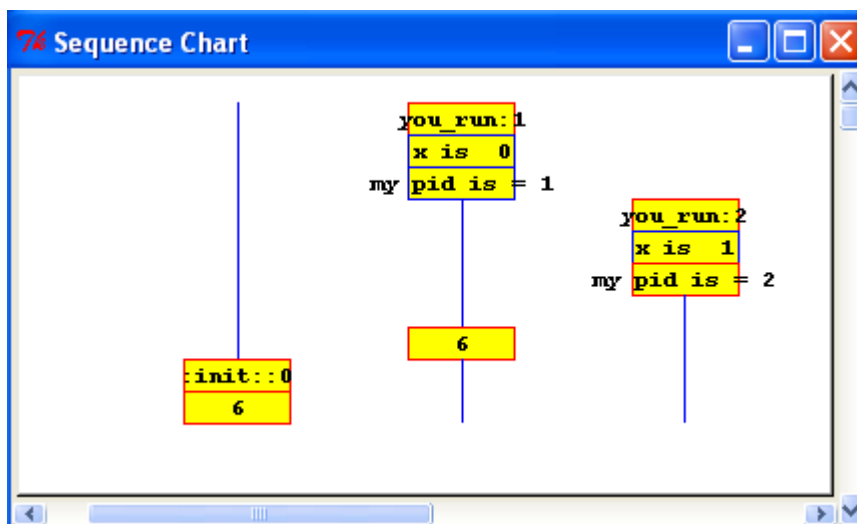 Sequence Chart
you_run:1
x is 0
my pid is = 1
you_run:2
x is 1
my pid is = 2
6
:init::0
6